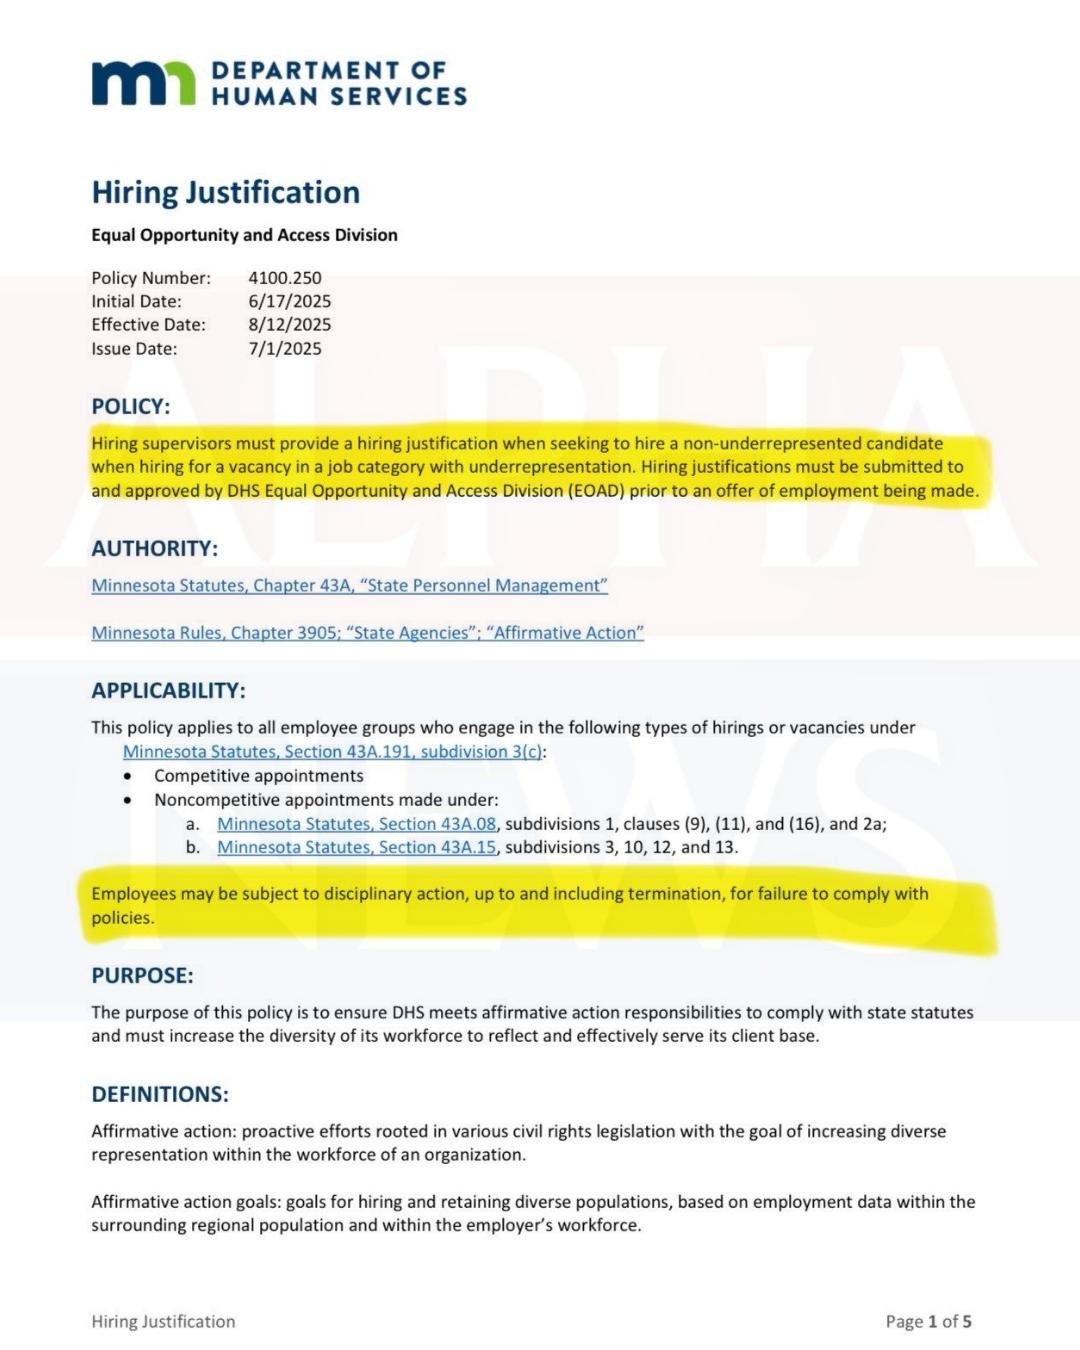 mn DEPARTMENT OF
HUMAN SERVICES
Hiring Justification
Equal Opportunity and Access Division
Policy Number: 4100.250
Initial Date: 6/17/2025
Effective Date: 8/12/2025
Issue Date: 7/1/2025
ALPHA
POLICY:
Hiring supervisors must provide a hiring justification when seeking to hire a non-underrepresented candidate
when hiring for a vacancy in a job category with underrepresentation. Hiring justifications must be submitted to
and approved by DHS Equal Opportunity and Access Division (EOAD) prior to an offer of employment being made.
AUTHORITY:
Minnesota Statutes, Chapter 43A, “State Personnel Management”
Minnesota Rules, Chapter 3905; “State Agencies”; “Affirmative Action”
NEWS
APPLICABILITY:
This policy applies to all employee groups who engage in the following types of hirings or vacancies under
Minnesota Statutes, Section 43A.191, subdivision 3(c):
• Competitive appointments
• Noncompetitive appointments made under:
a. Minnesota Statutes, Section 43A.08, subdivisions 1, clauses (9), (11), and (16), and 2a;
b. Minnesota Statutes, Section 43A.15, subdivisions 3, 10, 12, and 13.
Employees may be subject to disciplinary action, up to and including termination, for failure to comply with
policies.
PURPOSE:
The purpose of this policy is to ensure DHS meets affirmative action responsibilities to comply with state statutes
and must increase the diversity of its workforce to reflect and effectively serve its client base.
DEFINITIONS:
Affirmative action: proactive efforts rooted in various civil rights legislation with the goal of increasing diverse
representation within the workforce of an organization.
Affirmative action goals: goals for hiring and retaining diverse populations, based on employment data within the
surrounding regional population and within the employer’s workforce.
Hiring Justification Page 1 of 5